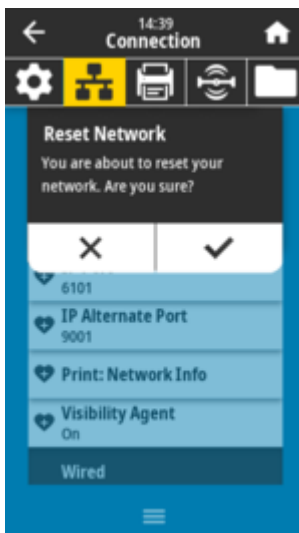 14:39
Connection
Reset Network
You are about to reset your
network. Are you sure?
6101
IP Alternate Port
9001
Print: Network Info
Visibility Agent
On
Wired